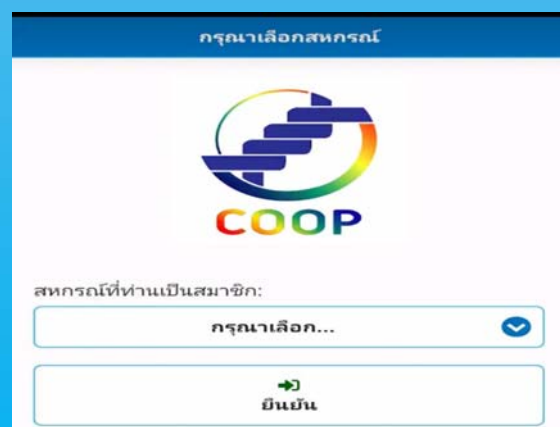 กรุณาเลือกสหกรณ์
COOP
สหกรณ์ที่ท่านเป็นสมาชิก:
กรุณาเลือก...
ยืนยัน